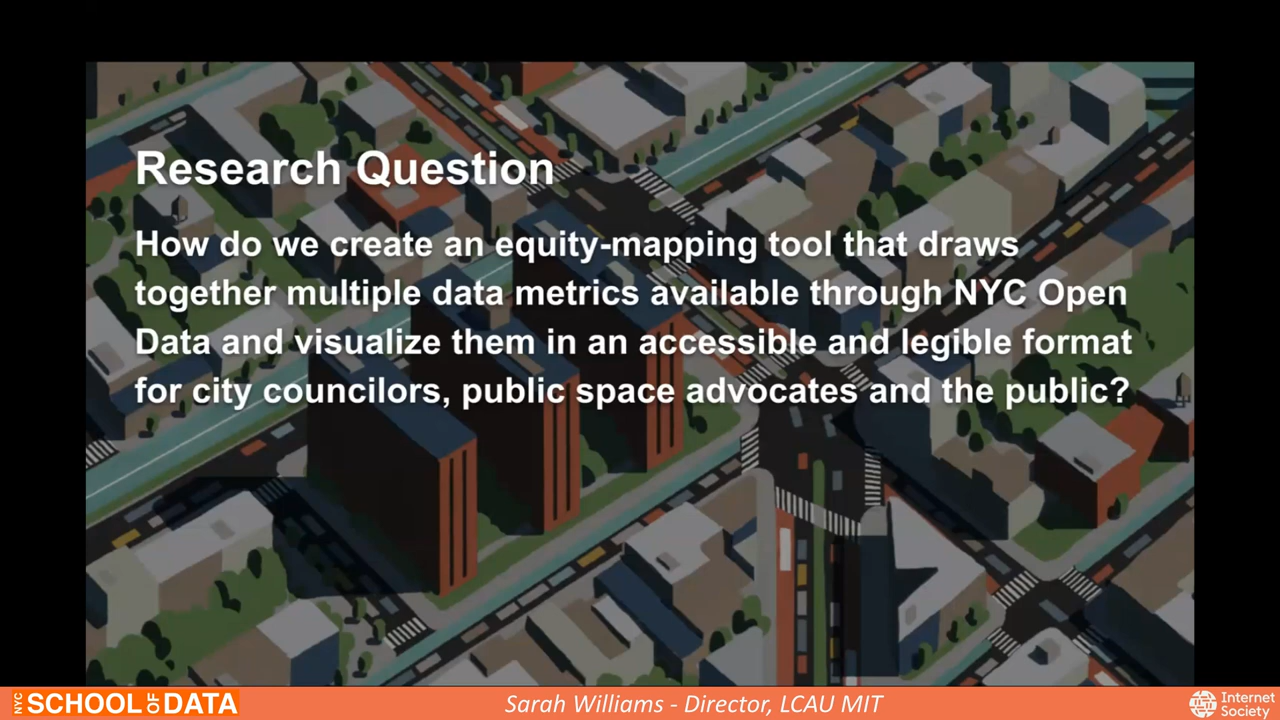 Research Question
How do we create an equity-mapping tool that draws
together multiple data metrics available through NYC Open
Data and visualize them in an accessible and legible format
for city councilors, public space advocates and the public?
NYC SCHOOL OF DATA
Sarah Williams - Director, LCAU MIT
Internet
Society